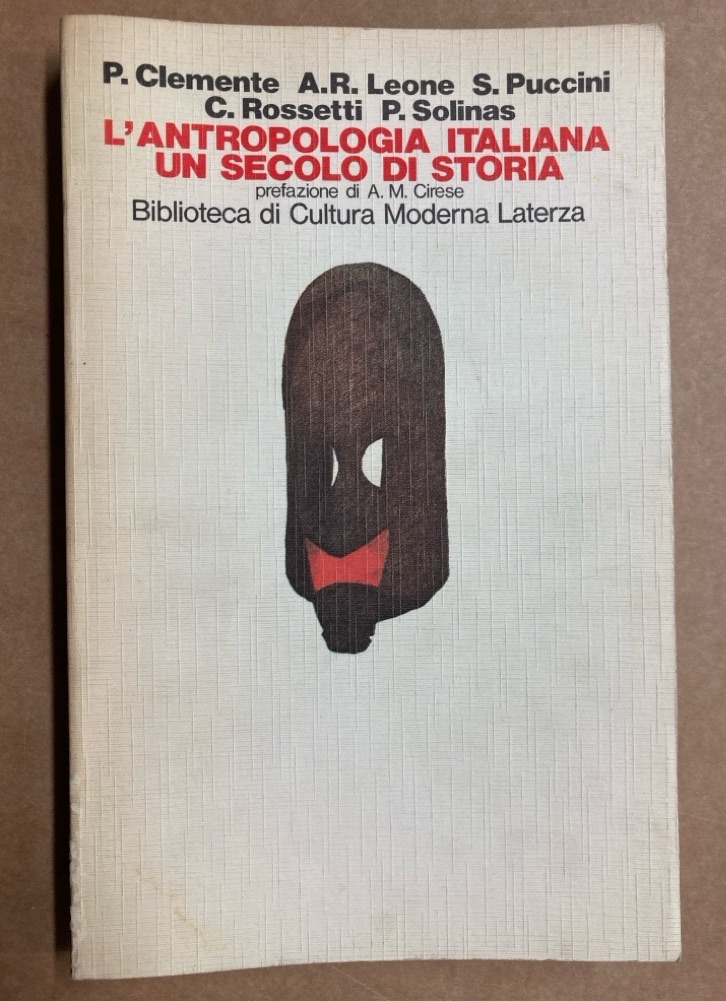 P. Clemente A.R. Leone S. Puccini
C. Rossetti P. Solinas
L'ANTROPOLOGIA ITALIANA
UN SECOLO DI STORIA
prefazione di A. M. Cirese
Biblioteca di Cultura Moderna Laterza